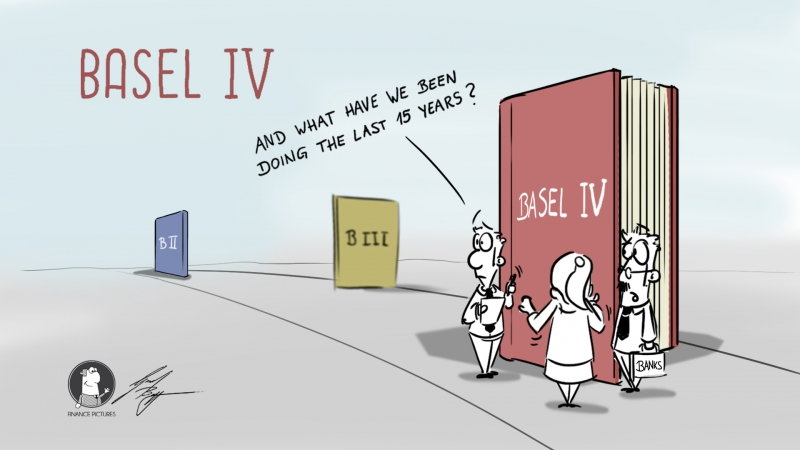 BASEL IV
AND WHAT HAVE WE BEEN
DOING THE LAST 15 YEARS?
B II
B III
BASEL IV
BANKS
FINANCE PICTURES